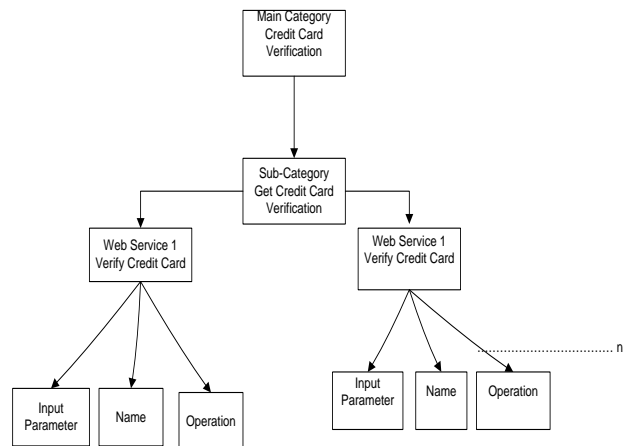 Main Category
Credit Card
Verification
Sub-Category
Get Credit Card
Verification
Web Service 1
Verify Credit Card
Web Service 1
Verify Credit Card
n
Input
Parameter
Name
Operation
Input
Parameter
Name
Operation